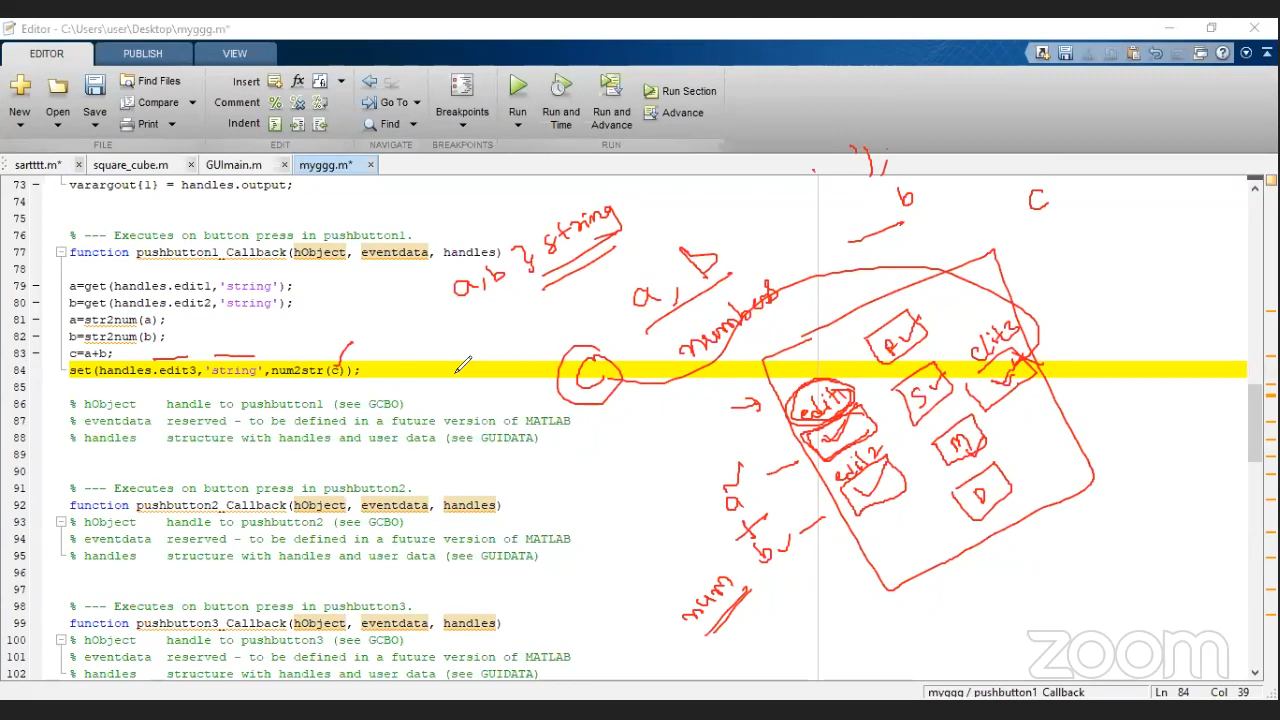 Editor - C:\Users\user\Desktop\myggg.m*
EDITOR PUBLISH VIEW
New Open Save Find Files Compare Print Insert Comment Indent fx Go To Find Breakpoints Run Run and Time Run and Advance Run Section Advance
FILE EDIT NAVIGATE BREAKPOINTS RUN
sartttt.m* square_cube.m GUImain.m myggg.m*
73 varargout{1} = handles.output;
74
75
76 % --- Executes on button press in pushbutton1.
77 function pushbutton1_Callback(hObject, eventdata, handles)
78
79 a=get(handles.edit1,'string');
80 b=get(handles.edit2,'string');
81 a=str2num(a);
82 b=str2num(b);
83 c=a+b;
84 set(handles.edit3,'string',num2str(c));
85
86 % hObject    handle to pushbutton1 (see GCBO)
87 % eventdata  reserved - to be defined in a future version of MATLAB
88 % handles    structure with handles and user data (see GUIDATA)
89
90
91 % --- Executes on button press in pushbutton2.
92 function pushbutton2_Callback(hObject, eventdata, handles)
93 % hObject    handle to pushbutton2 (see GCBO)
94 % eventdata  reserved - to be defined in a future version of MATLAB
95 % handles    structure with handles and user data (see GUIDATA)
96
97
98 % --- Executes on button press in pushbutton3.
99 function pushbutton3_Callback(hObject, eventdata, handles)
100 % hObject    handle to pushbutton3 (see GCBO)
101 % eventdata  reserved - to be defined in a future version of MATLAB
102 % handles    structure with handles and user data (see GUIDATA)
a,b } string
a, b
number
b
C
C
edit1
edit2
S
M
D
a
+
b
num
zoom
myggg / pushbutton1_Callback Ln 84 Col 39